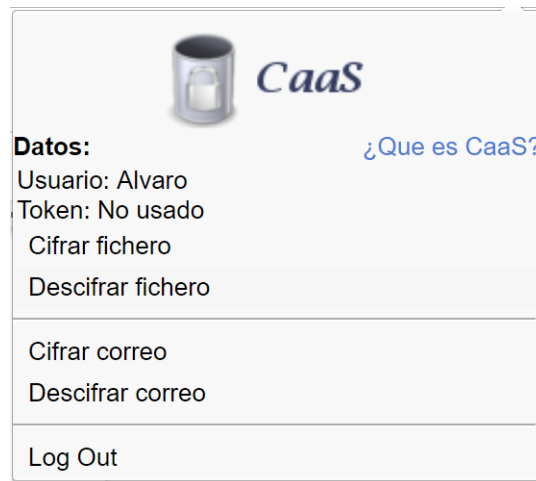 CaaS
Datos: ¿Que es CaaS?
Usuario: Alvaro
Token: No usado
Cifrar fichero
Descifrar fichero
Cifrar correo
Descifrar correo
Log Out